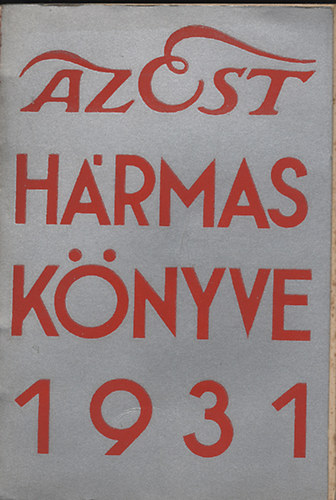 AZ EST
HÁRMAS
KÖNYVE
1931